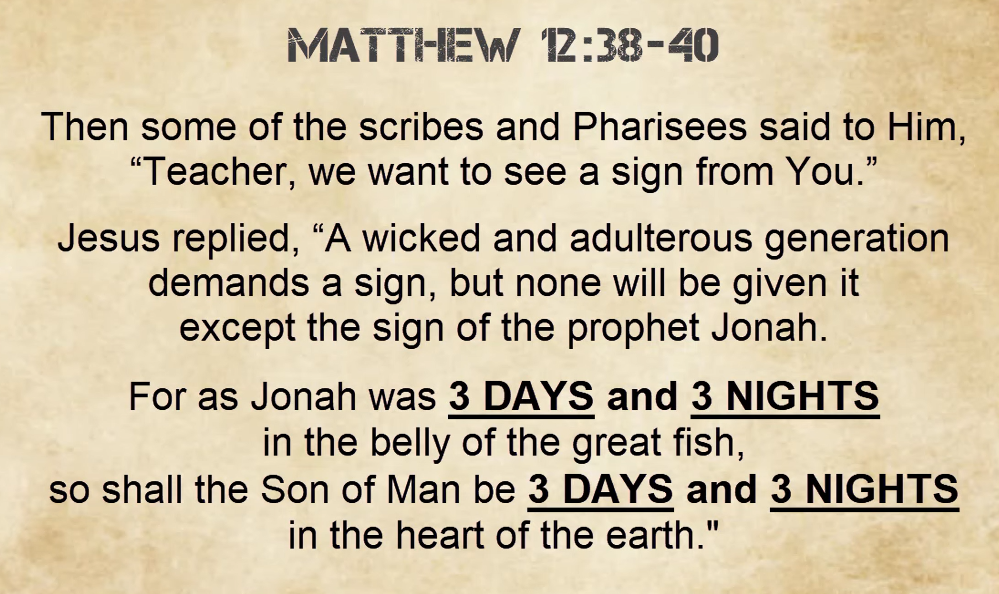 MATTHEW 12:38-40
Then some of the scribes and Pharisees said to Him,
“Teacher, we want to see a sign from You.”
Jesus replied, “A wicked and adulterous generation
demands a sign, but none will be given it
except the sign of the prophet Jonah.
For as Jonah was 3 DAYS and 3 NIGHTS
in the belly of the great fish,
so shall the Son of Man be 3 DAYS and 3 NIGHTS
in the heart of the earth."